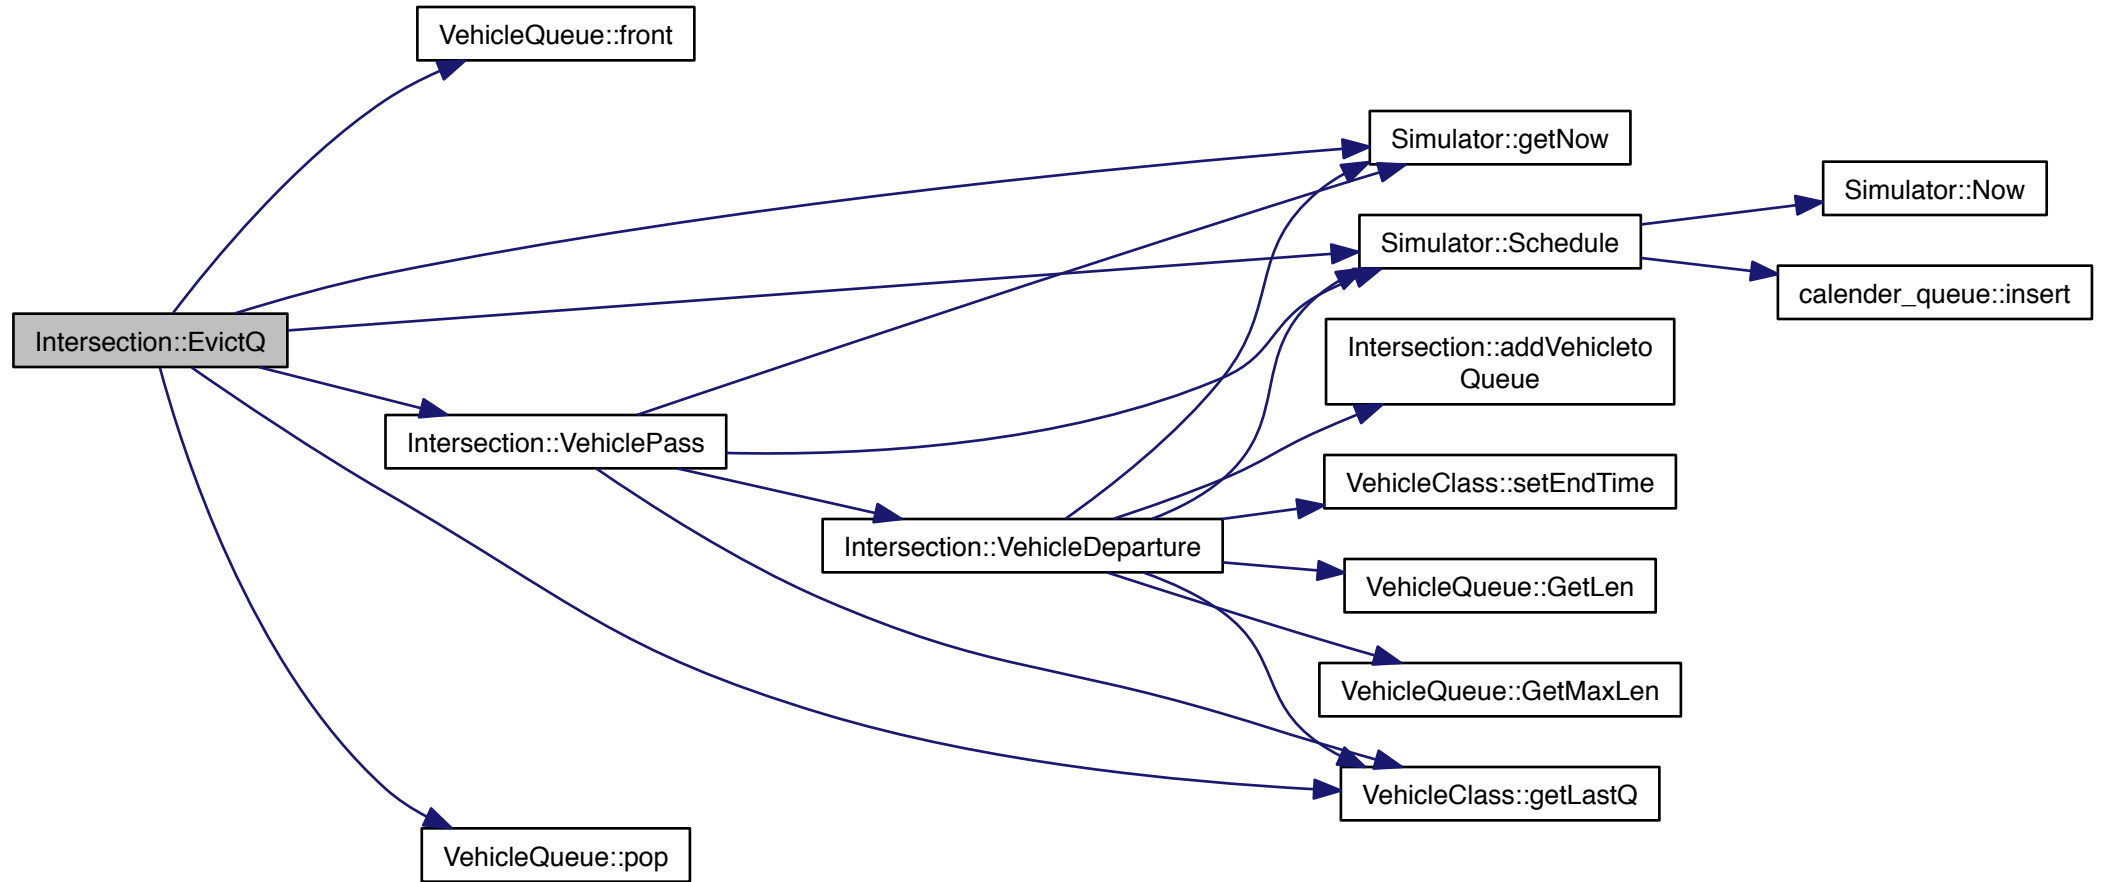 VehicleQueue::front
Simulator::getNow
Simulator::Now
Simulator::Schedule
calender_queue::insert
Intersection::EvictQ
Intersection::addVehicleto
Queue
Intersection::VehiclePass
VehicleClass::setEndTime
Intersection::VehicleDeparture
VehicleQueue::GetLen
VehicleQueue::GetMaxLen
VehicleClass::getLastQ
VehicleQueue::pop